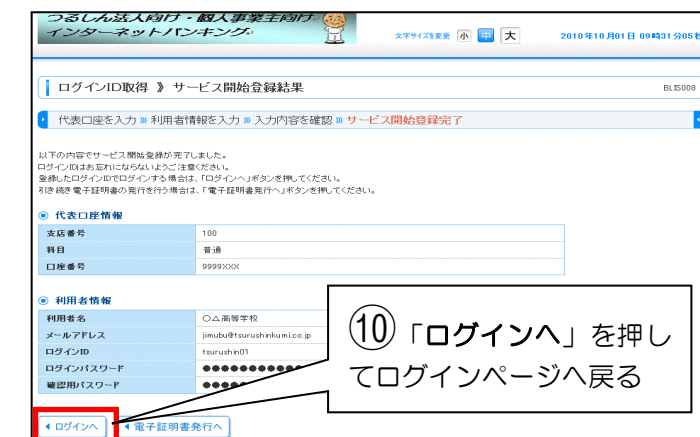 つるしん法人向け・個人事業主向け
インターネットバンキング
文字サイズを変更 小 中 大
2010年10月01日 09時31分05秒
ログインID取得 》 サービス開始登録結果
BLIS008
代表口座を入力 » 利用者情報を入力 » 入力内容を確認 » サービス開始登録完了
以下の内容でサービス開始登録が完了しました。
ログインIDはお忘れにならないようご注意ください。
登録したログインIDでログインする場合は、「ログインへ」ボタンを押してください。
引き続き電子証明書の発行を行う場合は、「電子証明書発行へ」ボタンを押してください。
代表口座情報
支店番号 100
科目 普通
口座番号 9999XXX
利用者情報
利用者名 〇△高等学校
メールアドレス jimubu@tsurushinkumi.co.jp
ログインID tsurushin01
ログインパスワード ●●●●●●●●●●●
確認用パスワード ●●●●●
⑩「ログインへ」を押し
てログインページへ戻る
ログインへ
電子証明書発行へ